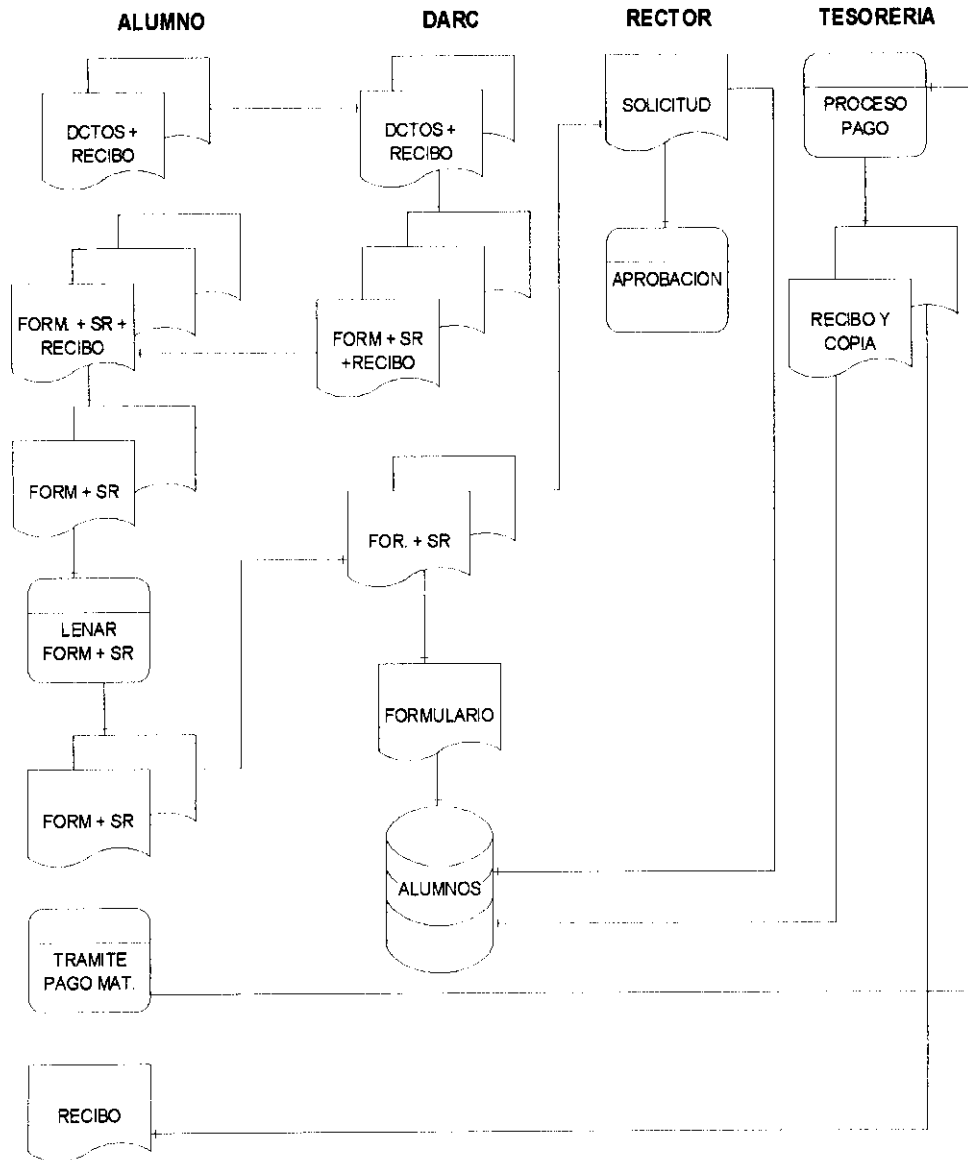 ALUMNO
DARC
RECTOR
TESORERIA
DCTOS +
RECIBO
DCTOS +
RECIBO
SOLICITUD
PROCESO
PAGO
FORM. + SR +
RECIBO
FORM + SR
+RECIBO
APROBACION
RECIBO Y
COPIA
FORM + SR
FOR. + SR
LENAR
FORM + SR
FORMULARIO
FORM + SR
ALUMNOS
TRAMITE
PAGO MAT.
RECIBO